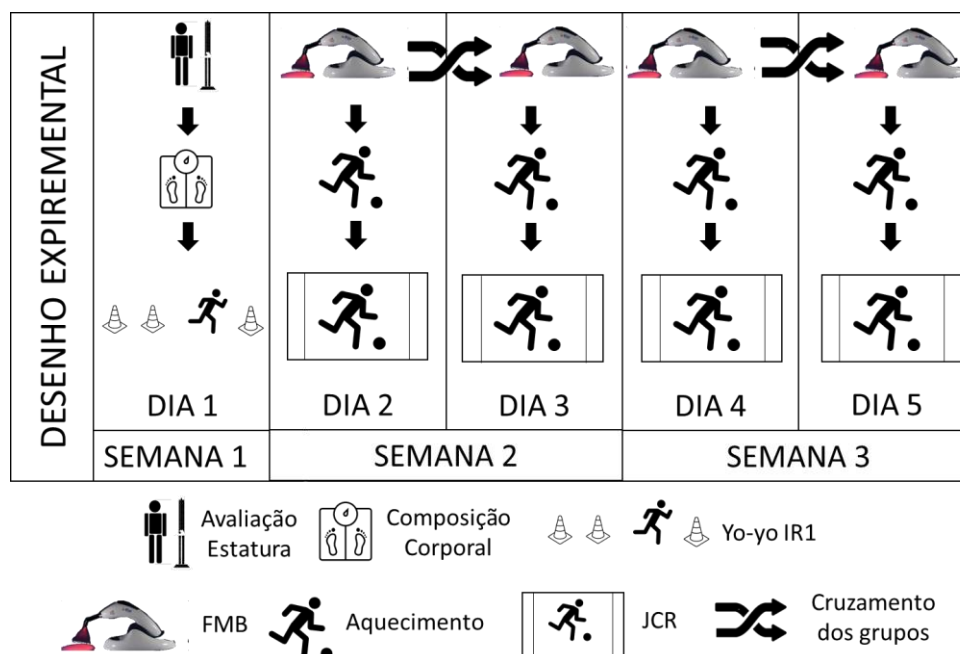 DESENHO EXPIREMENTAL
DIA 1
DIA 2
DIA 3
DIA 4
DIA 5
SEMANA 1
SEMANA 2
SEMANA 3
Avaliação
Estatura
Composição
Corporal
Yo-yo IR1
FMB
Aquecimento
JCR
Cruzamento
dos grupos